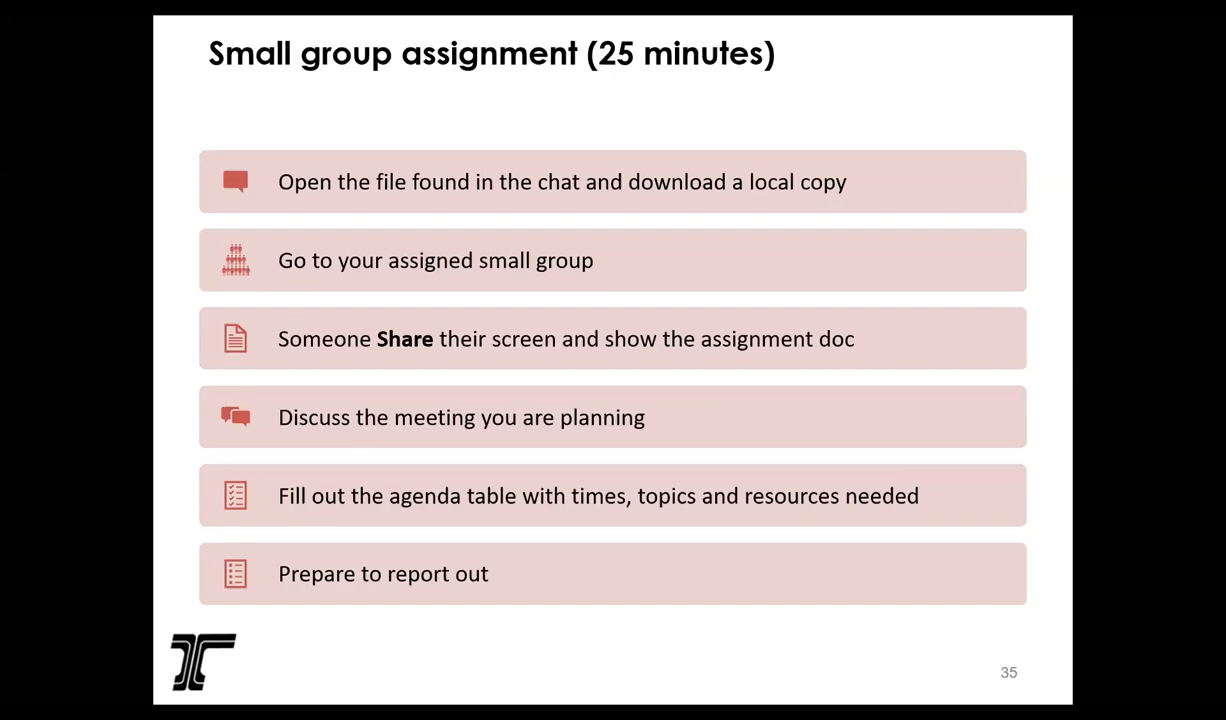 Small group assignment (25 minutes)
Open the file found in the chat and download a local copy
Go to your assigned small group
Someone Share their screen and show the assignment doc
Discuss the meeting you are planning
Fill out the agenda table with times, topics and resources needed
Prepare to report out
35